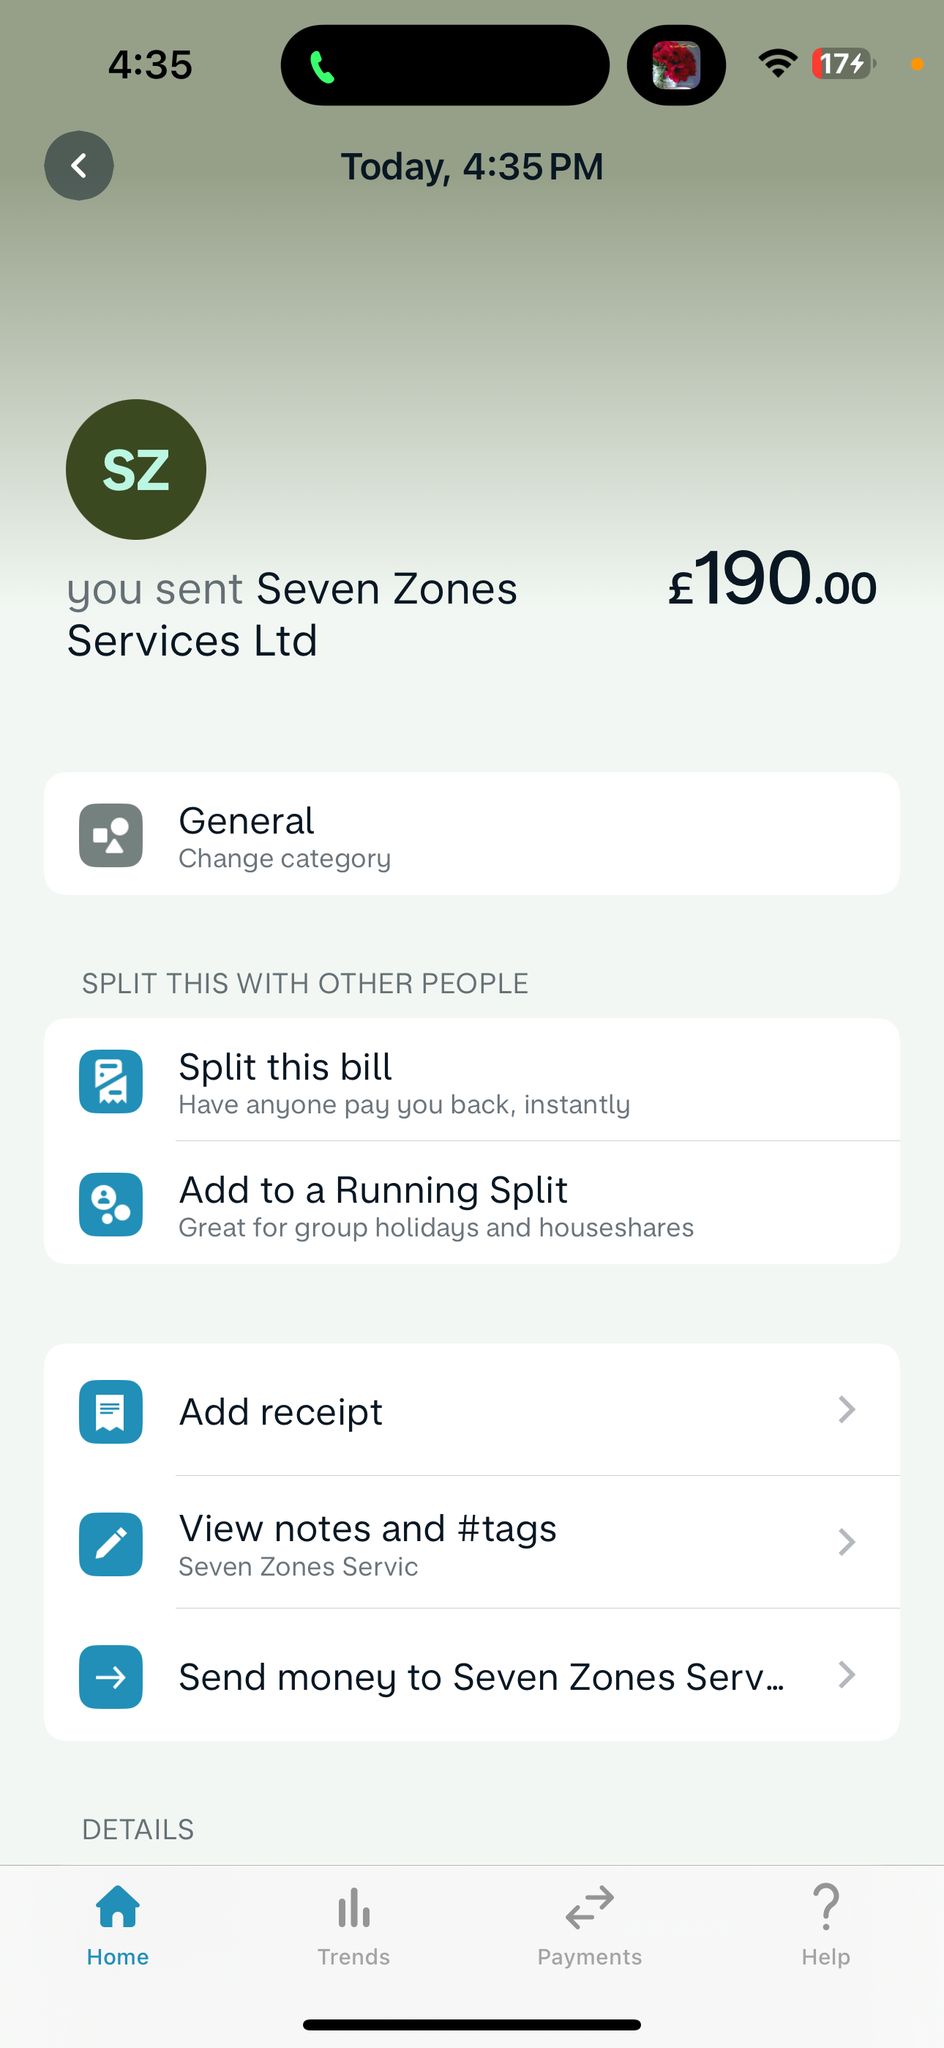 4:35
17
Today, 4:35 PM
SZ
you sent Seven Zones
Services Ltd
£190.00
General
Change category
SPLIT THIS WITH OTHER PEOPLE
Split this bill
Have anyone pay you back, instantly
Add to a Running Split
Great for group holidays and houseshares
Add receipt
View notes and #tags
Seven Zones Servic
Send money to Seven Zones Serv...
DETAILS
Home
Trends
Payments
Help